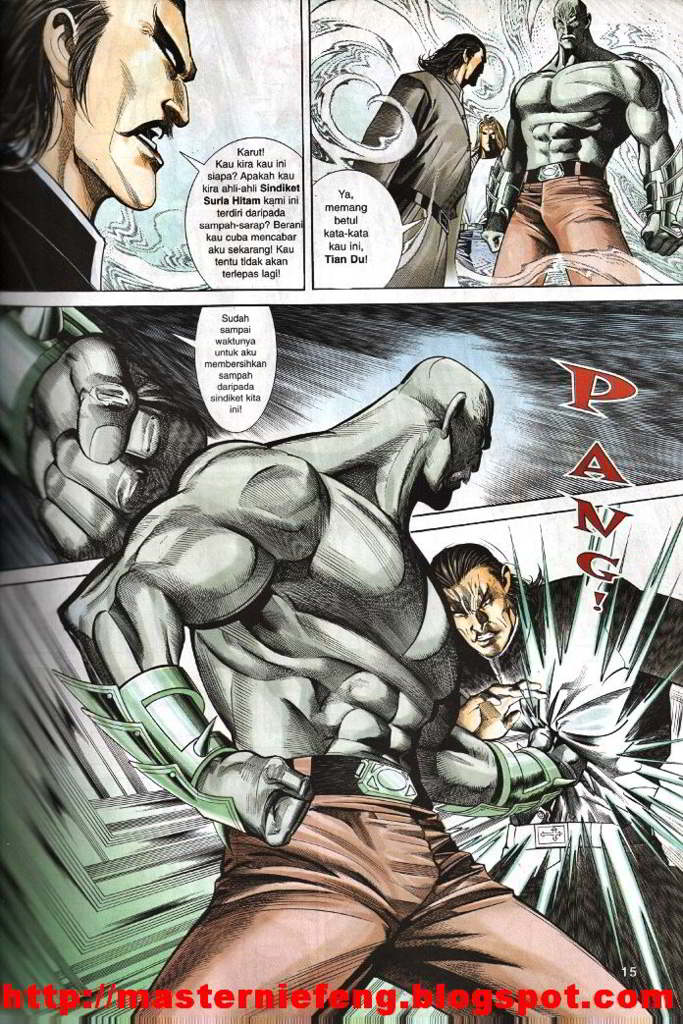 Karut!
Kau kira kau ini
siapa? Apakah kau
kira ahli-ahli Sindiket
Suria Hitam kami
terdiri daripada
sampah-sarap? Berani
kau cuba mencabar
aku sekarang! Kau
tentu tidak akan
terlepas lagi!
Ya,
memang
betul
kata-kata
kau ini,
Tian Du!
Sudah
sampai
waktunya
untuk aku
membersihkan
sampah
daripada
sindiket kita
ini!
PANG!
15
http://masterniefeng.blogspot.com